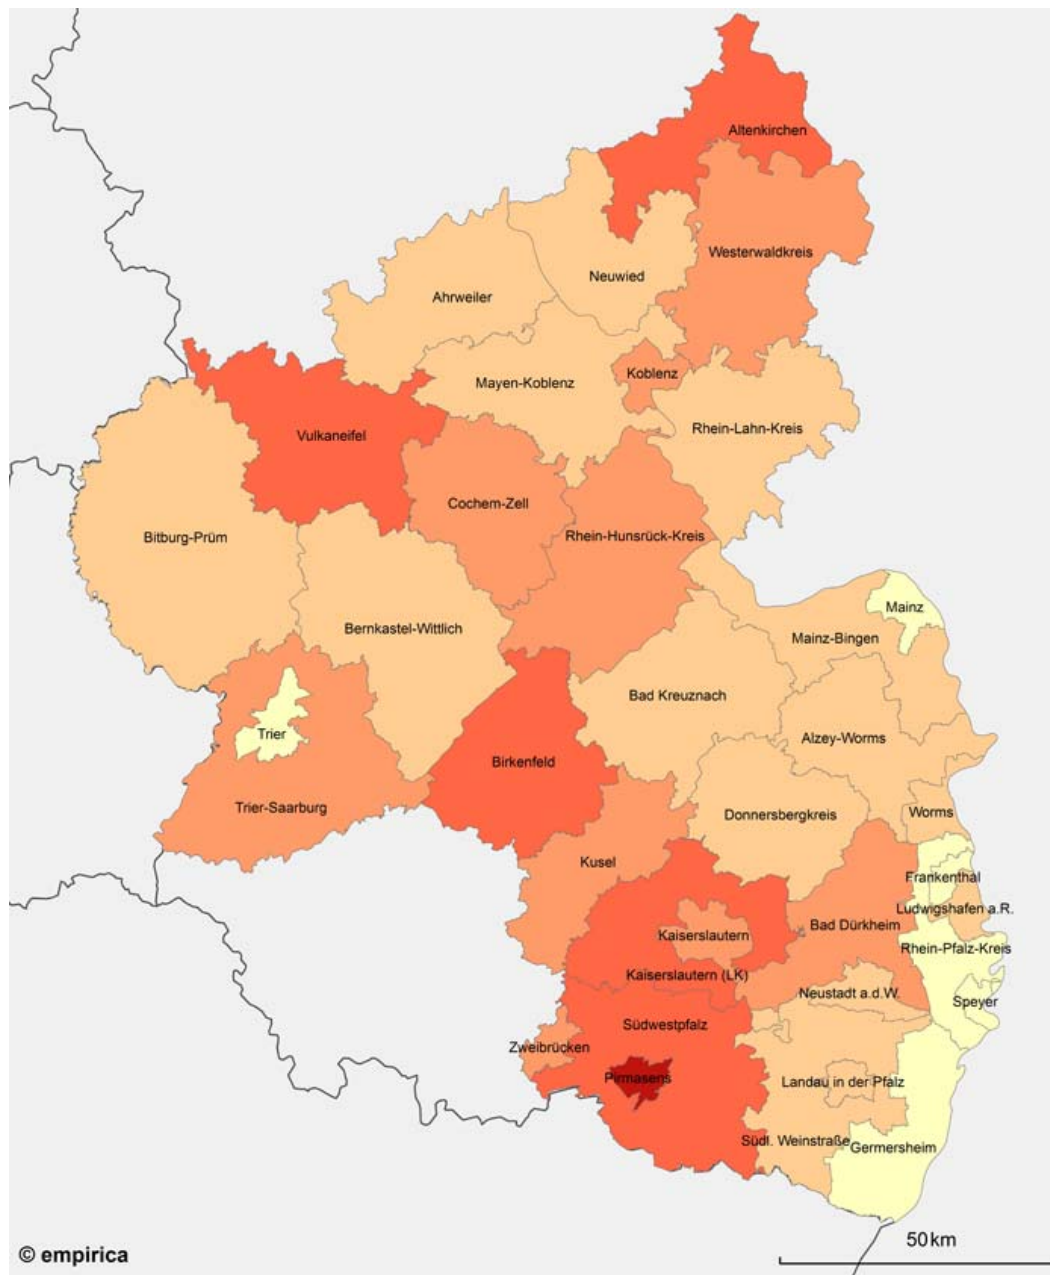 Altenkirchen
Westerwaldkreis
Neuwied
Ahrweiler
Koblenz
Mayen-Koblenz
Rhein-Lahn-Kreis
Vulkaneifel
Cochem-Zell
Rhein-Hunsrück-Kreis
Bitburg-Prüm
Mainz
Bernkastel-Wittlich
Mainz-Bingen
Bad Kreuznach
Trier
Alzey-Worms
Birkenfeld
Trier-Saarburg
Worms
Donnersbergkreis
Kusel
Frankenthal
Ludwigshafen a.R.
Bad Dürkheim
Kaiserslautern
Rhein-Pfalz-Kreis
Kaiserslautern (LK)
Neustadt a.d.W.
Speyer
Südwestpfalz
Zweibrücken
Pirmasens
Landau in der Pfalz
Südl. Weinstraße
Germersheim
50 km
© empirica